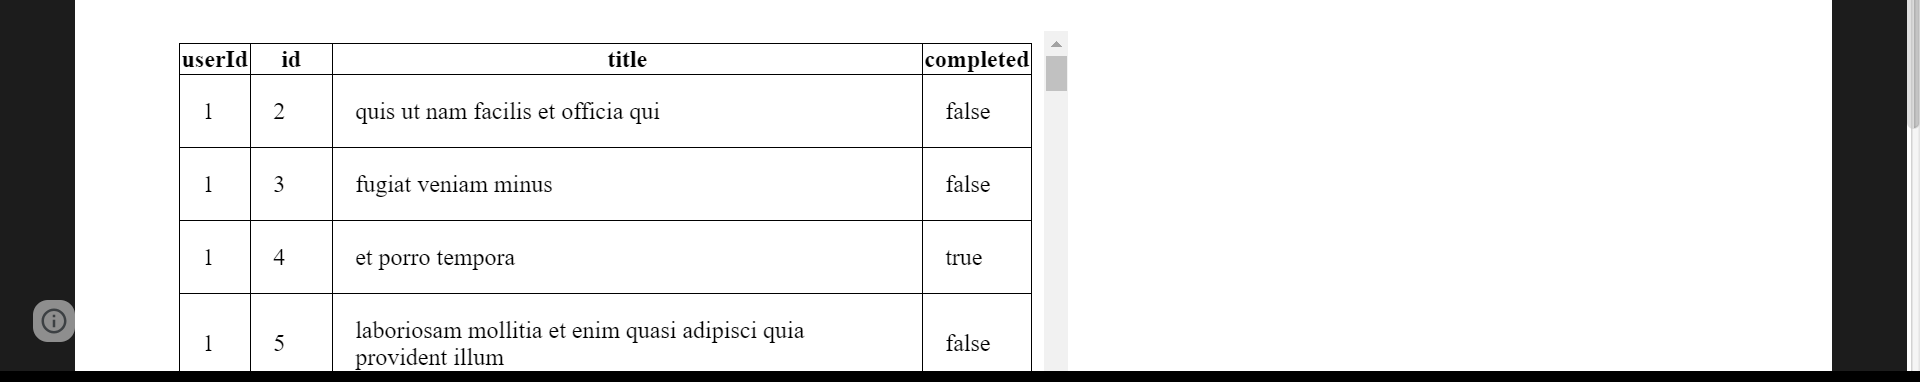 userId id title completed
1 2 quis ut nam facilis et officia qui false
1 3 fugiat veniam minus false
1 4 et porro tempora true
1 5 laboriosam mollitia et enim quasi adipisci quia false
provident illum